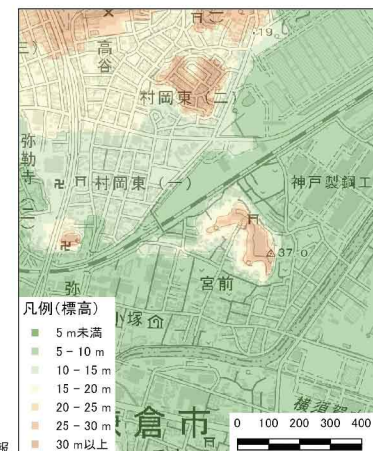 19.
高谷
村岡東(二)
弥勒寺(二)
村岡東(一)
神戸製鋼工
37.0
宮前
弥
小塚
鎌倉市
横須賀
凡例(標高)
5 m未満
5 - 10 m
10 - 15 m
15 - 20 m
20 - 25 m
25 - 30 m
30 m以上
0 100 200 300 400
報